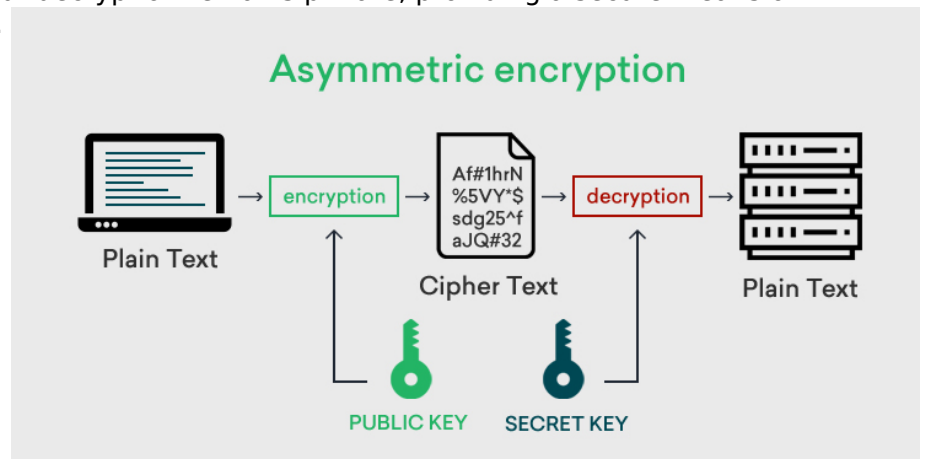 Asymmetric encryption
encryption
Af#1hrN
%5VY*$
sdg25^f
aJQ#32
decryption
Plain Text
Cipher Text
Plain Text
PUBLIC KEY
SECRET KEY